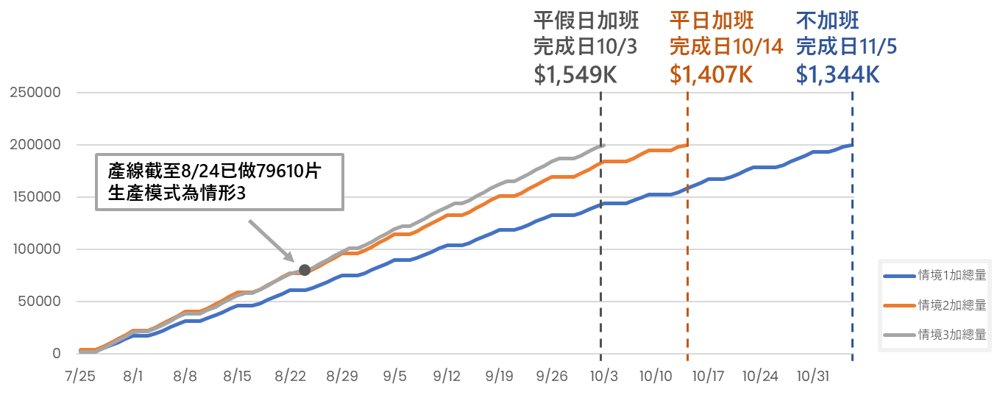 平假日加班
完成日10/3
$1,549K
平日加班
完成日10/14
$1,407K
不加班
完成日11/5
$1,344K
250000
200000
150000
100000
50000
0
產線截至8/24已做79610片
生產模式為情形3
7/25 8/1 8/8 8/15 8/22 8/29 9/5 9/12 9/19 9/26 10/3 10/10 10/17 10/24 10/31
情境1加總量
情境2加總量
情境3加總量